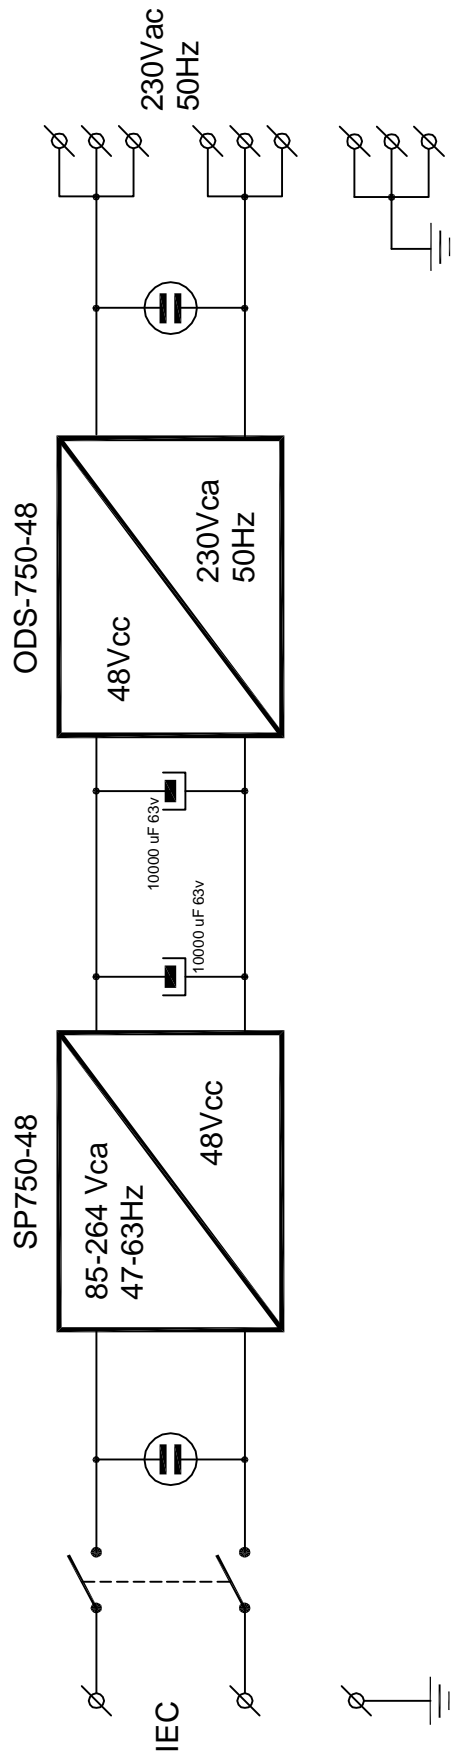 IEC
SP750-48
85-264 Vca
47-63Hz
48Vcc
10000 uF 63v
10000 uF 63v
ODS-750-48
48Vcc
230Vca
50Hz
230Vac
50Hz